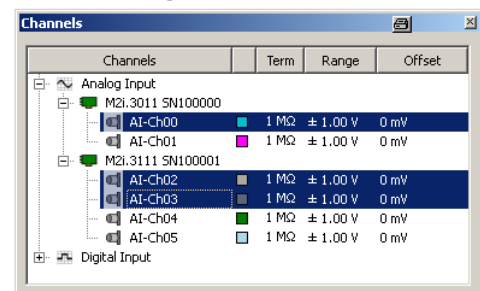 Channels
Channels Term Range Offset
Analog Input
M2i.3011 SN100000
AI-Ch00 1 MΩ ± 1.00 V 0 mV
AI-Ch01 1 MΩ ± 1.00 V 0 mV
M2i.3111 SN100001
AI-Ch02 1 MΩ ± 1.00 V 0 mV
AI-Ch03 1 MΩ ± 1.00 V 0 mV
AI-Ch04 1 MΩ ± 1.00 V 0 mV
AI-Ch05 1 MΩ ± 1.00 V 0 mV
Digital Input